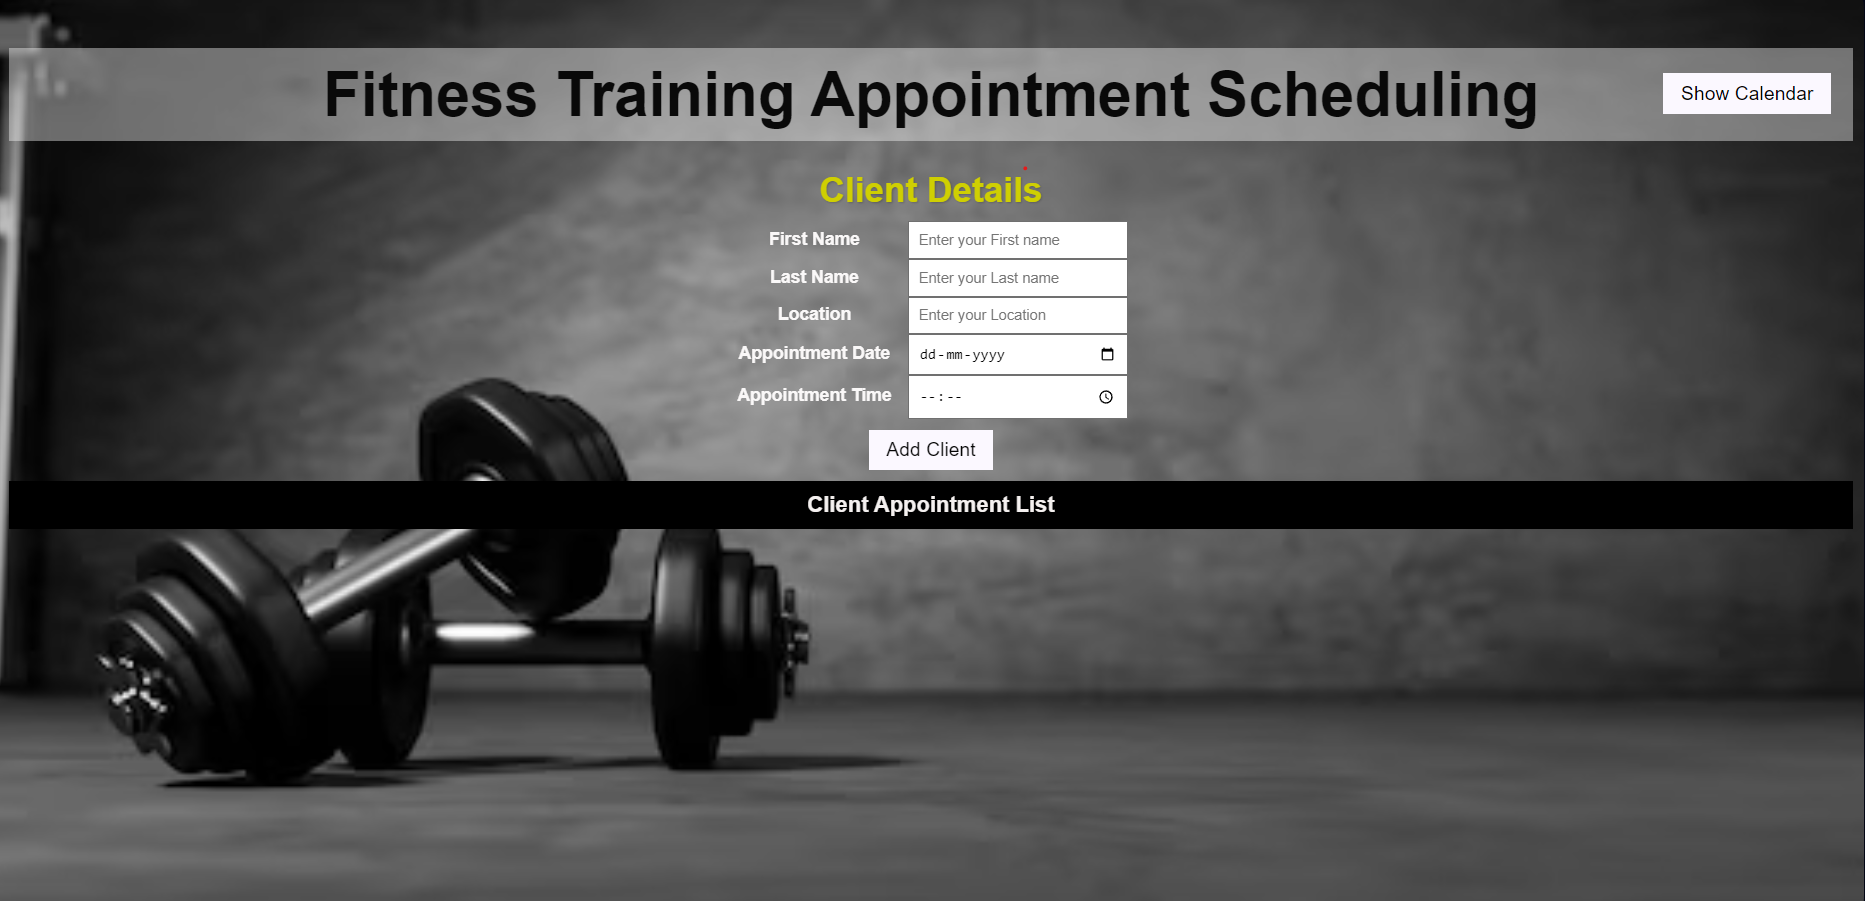 Fitness Training Appointment Scheduling
Show Calendar
Client Details
First Name
Enter your First name
Last Name
Enter your Last name
Location
Enter your Location
Appointment Date
dd-mm-yyyy
Appointment Time
--:--
Add Client
Client Appointment List